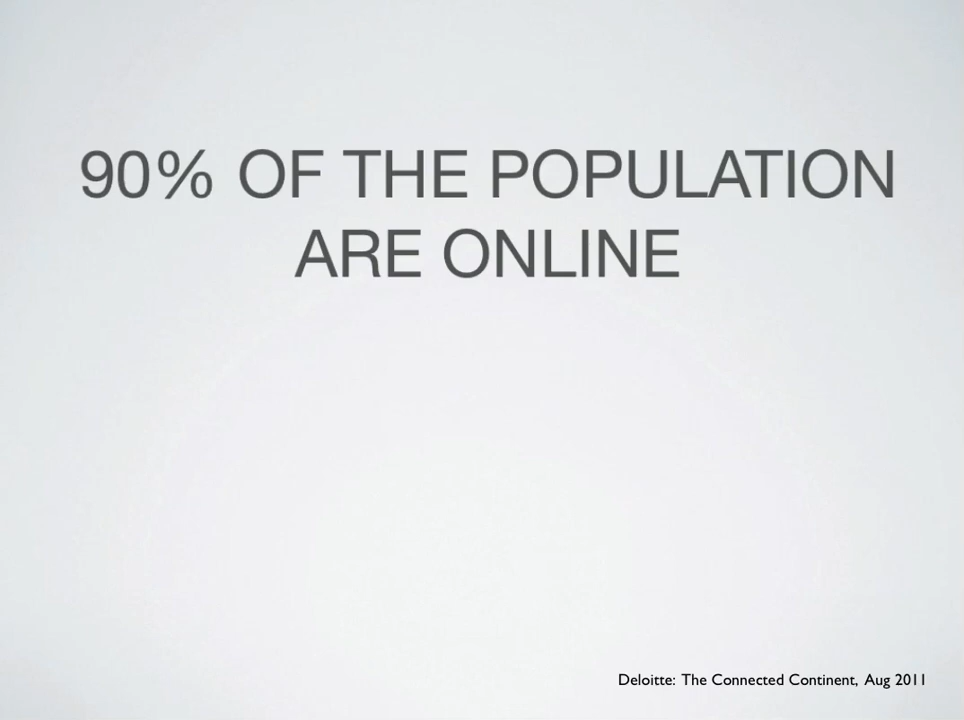 90% OF THE POPULATION
ARE ONLINE
Deloitte: The Connected Continent, Aug 2011